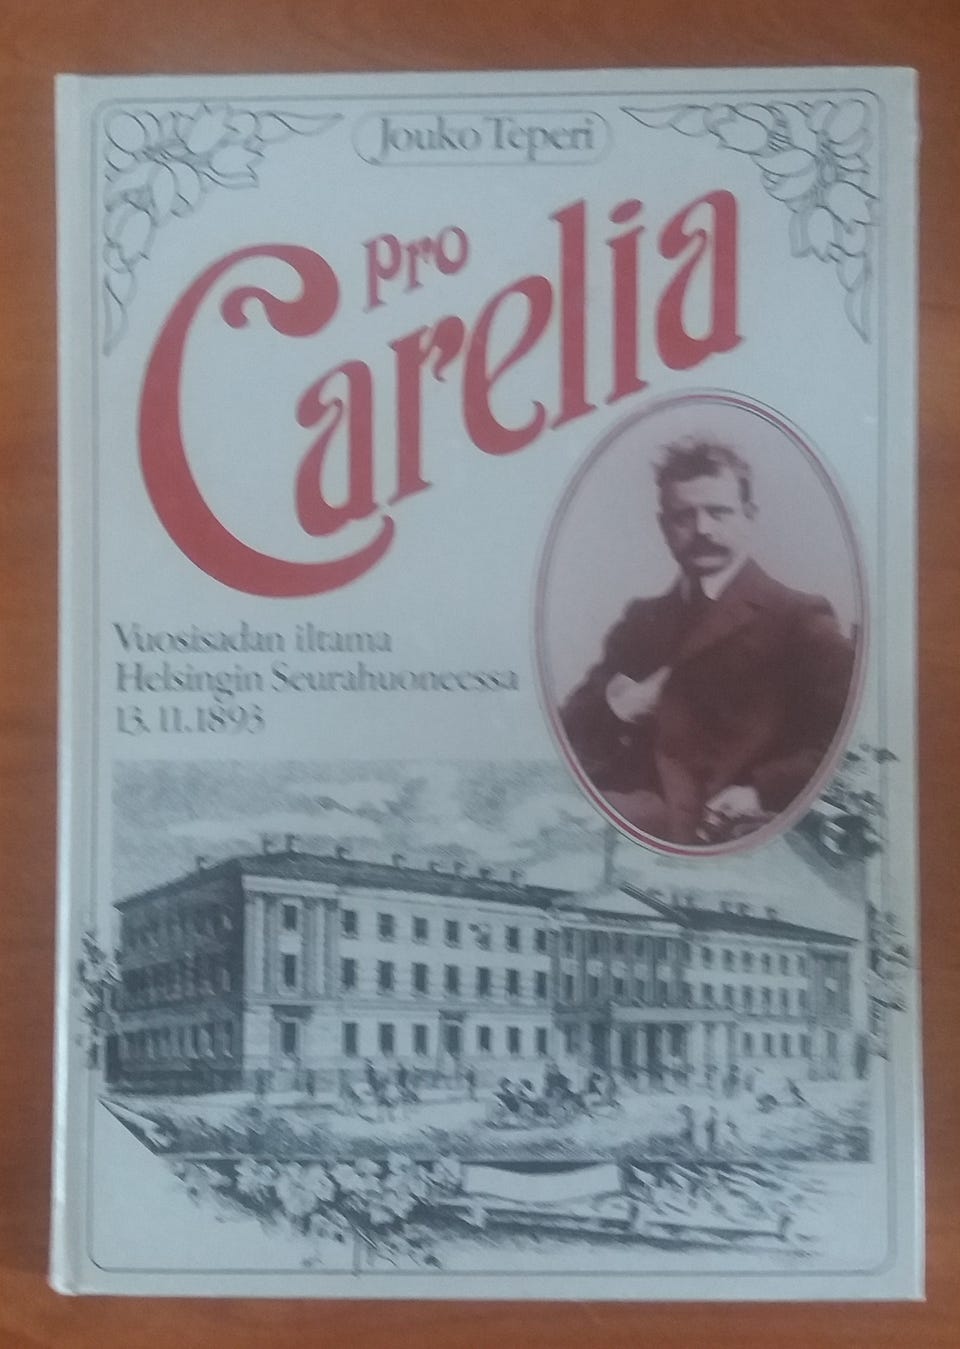 Jouko Teperi
pro
Carelia
Vuosisadan iltama
Helsingin Seurahuoneessa
13.11.1893